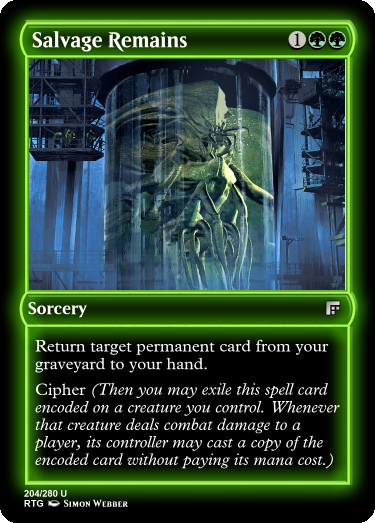 Salvage Remains 1
Sorcery
Return target permanent card from your
graveyard to your hand.
Cipher (Then you may exile this spell card
encoded on a creature you control. Whenever
that creature deals combat damage to a
player, its controller may cast a copy of the
encoded card without paying its mana cost.)
204/280 U
RTG Simon Webber